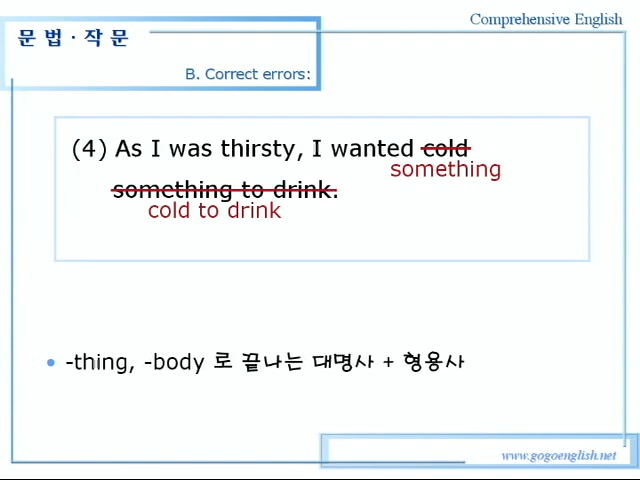 Comprehensive English
문 법 · 작 문
B. Correct errors:
(4) As I was thirsty, I wanted cold
something
something to drink.
cold to drink
-thing, -body 로 끝나는 대명사 + 형용사
www.gogoenglish.net